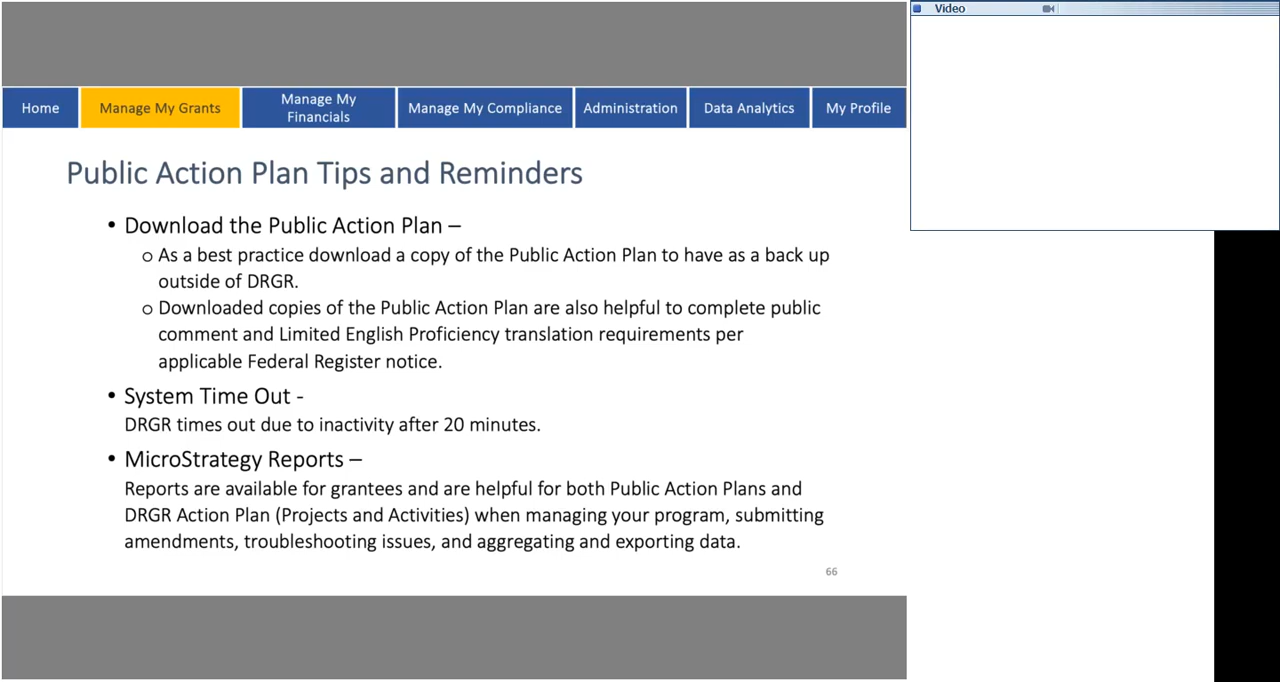 Video
Home
Manage My Grants
Manage My
Financials
Manage My Compliance
Administration
Data Analytics
My Profile
Public Action Plan Tips and Reminders
• Download the Public Action Plan –
o As a best practice download a copy of the Public Action Plan to have as a back up
outside of DRGR.
o Downloaded copies of the Public Action Plan are also helpful to complete public
comment and Limited English Proficiency translation requirements per
applicable Federal Register notice.
• System Time Out -
DRGR times out due to inactivity after 20 minutes.
• MicroStrategy Reports –
Reports are available for grantees and are helpful for both Public Action Plans and
DRGR Action Plan (Projects and Activities) when managing your program, submitting
amendments, troubleshooting issues, and aggregating and exporting data.
66